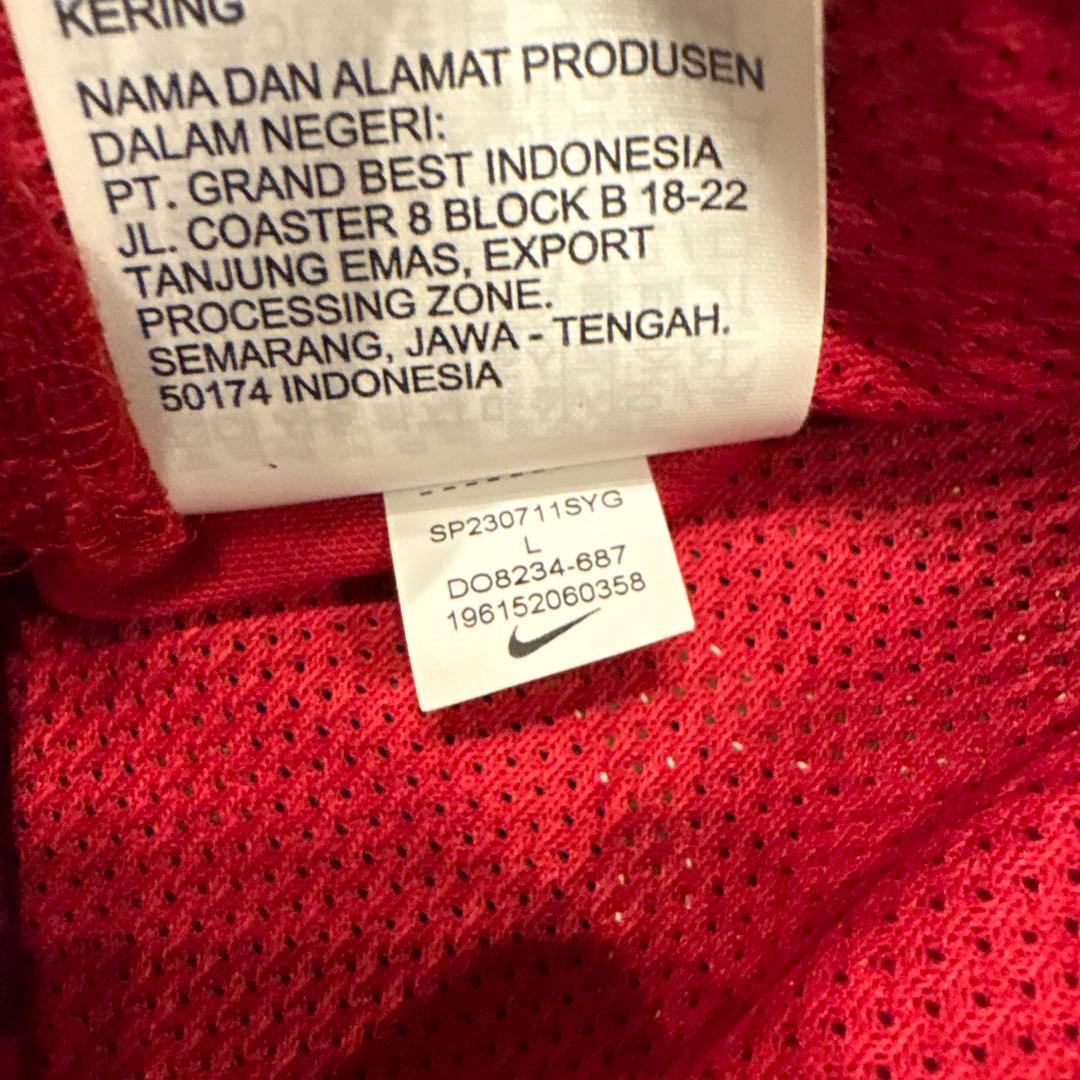 KERING
NAMA DAN ALAMAT PRODUSEN
DALAM NEGERI:
PT. GRAND BEST INDONESIA
JL. COASTER 8 BLOCK B 18-22
TANJUNG EMAS, EXPORT
PROCESSING ZONE.
SEMARANG, JAWA - TENGAH.
50174 INDONESIA
SP230711SYG
L
DO8234-687
196152060358